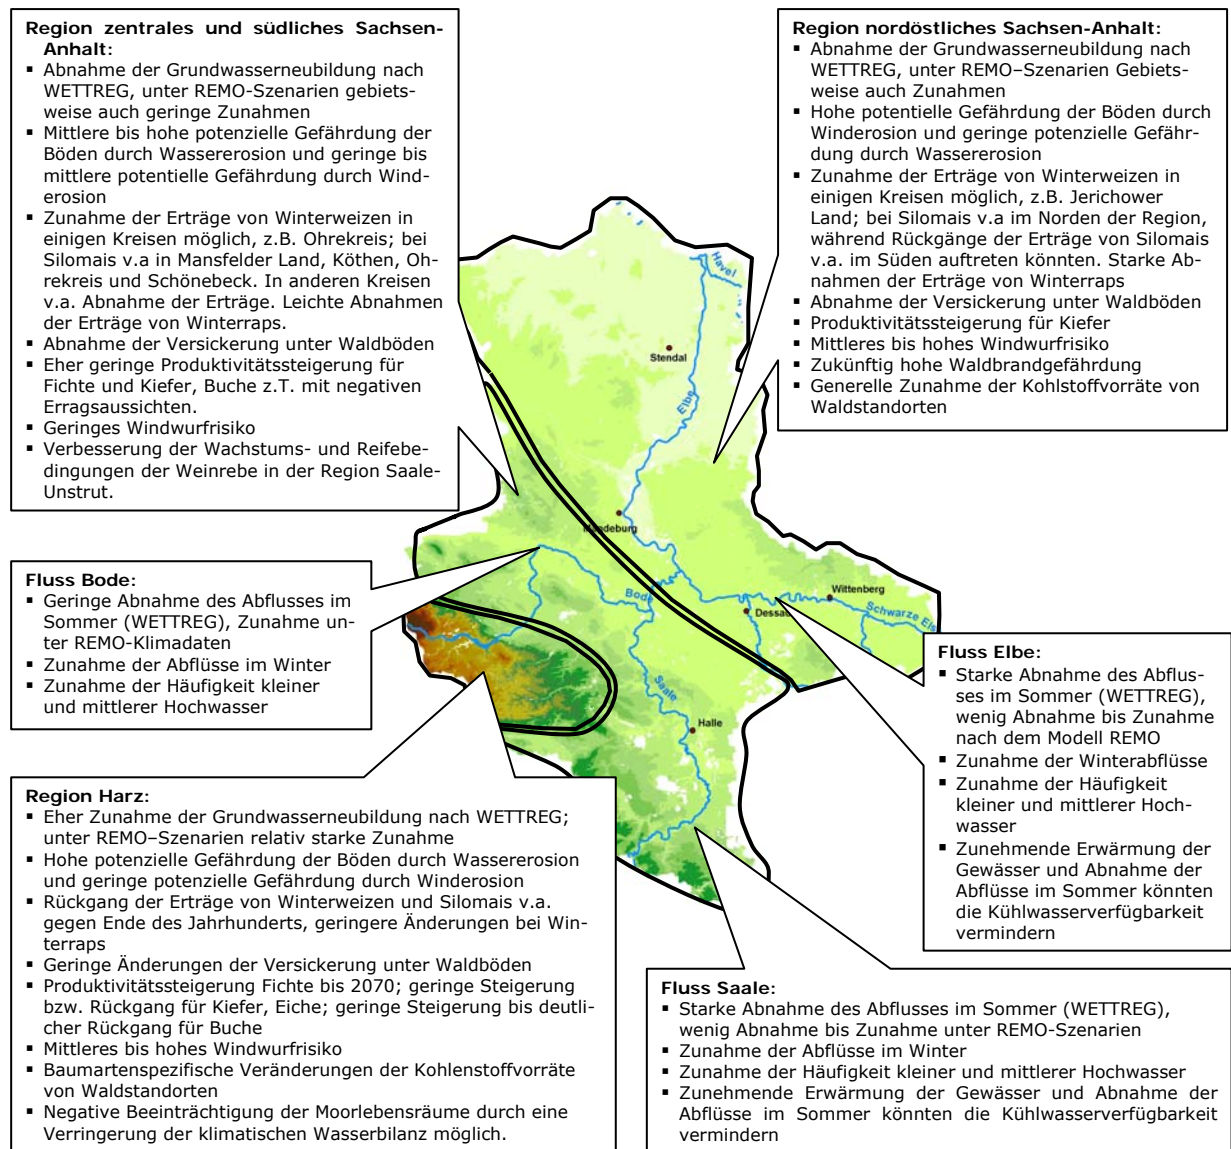 Region zentrales und südliches Sachsen-
Anhalt:
▪ Abnahme der Grundwasserneubildung nach
WETTREG, unter REMO-Szenarien gebiets-
weise auch geringe Zunahmen
▪ Mittlere bis hohe potenzielle Gefährdung der
Böden durch Wassererosion und geringe bis
mittlere potentielle Gefährdung durch Wind-
erosion
▪ Zunahme der Erträge von Winterweizen in
einigen Kreisen möglich, z.B. Ohrekreis; bei
Silomais v.a in Mansfelder Land, Köthen, Oh-
rekreis und Schönebeck. In anderen Kreisen
v.a. Abnahme der Erträge. Leichte Abnahmen
der Erträge von Winterraps.
▪ Abnahme der Versickerung unter Waldböden
▪ Eher geringe Produktivitätssteigerung für
Fichte und Kiefer, Buche z.T. mit negativen
Erragsaussichten.
▪ Geringes Windwurfrisiko
▪ Verbesserung der Wachstums- und Reifebe-
dingungen der Weinrebe in der Region Saale-
Unstrut.
Region nordöstliches Sachsen-Anhalt:
▪ Abnahme der Grundwasserneubildung nach
WETTREG, unter REMO–Szenarien Gebiets-
weise auch Zunahmen
▪ Hohe potentielle Gefährdung der Böden durch
Winderosion und geringe potenzielle Gefähr-
dung durch Wassererosion
▪ Zunahme der Erträge von Winterweizen in
einigen Kreisen möglich, z.B. Jerichower
Land; bei Silomais v.a im Norden der Region,
während Rückgänge der Erträge von Silomais
v.a. im Süden auftreten könnten. Starke Ab-
nahmen der Erträge von Winterraps
▪ Abnahme der Versickerung unter Waldböden
▪ Produktivitätssteigerung für Kiefer
▪ Mittleres bis hohes Windwurfrisiko
▪ Zukünftig hohe Waldbrandgefährdung
▪ Generelle Zunahme der Kohlstoffvorräte von
Waldstandorten
Havel
Stendal
Elbe
Magdeburg
Wittenberg
Bode
Dessau
Schwarze Els
Saale
Halle
Fluss Bode:
▪ Geringe Abnahme des Abflusses im
Sommer (WETTREG), Zunahme un-
ter REMO-Klimadaten
▪ Zunahme der Abflüsse im Winter
▪ Zunahme der Häufigkeit kleiner
und mittlerer Hochwasser
Fluss Elbe:
▪ Starke Abnahme des Abflus-
ses im Sommer (WETTREG),
wenig Abnahme bis Zunahme
nach dem Modell REMO
▪ Zunahme der Winterabflüsse
▪ Zunahme der Häufigkeit
kleiner und mittlerer Hoch-
wasser
▪ Zunehmende Erwärmung der
Gewässer und Abnahme der
Abflüsse im Sommer könnten
die Kühlwasserverfügbarkeit
vermindern
Region Harz:
▪ Eher Zunahme der Grundwasserneubildung nach WETTREG;
unter REMO–Szenarien relativ starke Zunahme
▪ Hohe potenzielle Gefährdung der Böden durch Wassererosion
und geringe potenzielle Gefährdung durch Winderosion
▪ Rückgang der Erträge von Winterweizen und Silomais v.a.
gegen Ende des Jahrhunderts, geringere Änderungen bei Win-
terraps
▪ Geringe Änderungen der Versickerung unter Waldböden
▪ Produktivitätssteigerung Fichte bis 2070; geringe Steigerung
bzw. Rückgang für Kiefer, Eiche; geringe Steigerung bis deutli-
cher Rückgang für Buche
▪ Mittleres bis hohes Windwurfrisiko
▪ Baumartenspezifische Veränderungen der Kohlenstoffvorräte
von Waldstandorten
▪ Negative Beeinträchtigung der Moorlebensräume durch eine
Verringerung der klimatischen Wasserbilanz möglich.
Fluss Saale:
▪ Starke Abnahme des Abflusses im Sommer (WETTREG),
wenig Abnahme bis Zunahme unter REMO-Szenarien
▪ Zunahme der Abflüsse im Winter
▪ Zunahme der Häufigkeit kleiner und mittlerer Hochwasser
▪ Zunehmende Erwärmung der Gewässer und Abnahme der
Abflüsse im Sommer könnten die Kühlwasserverfügbarkeit
vermindern